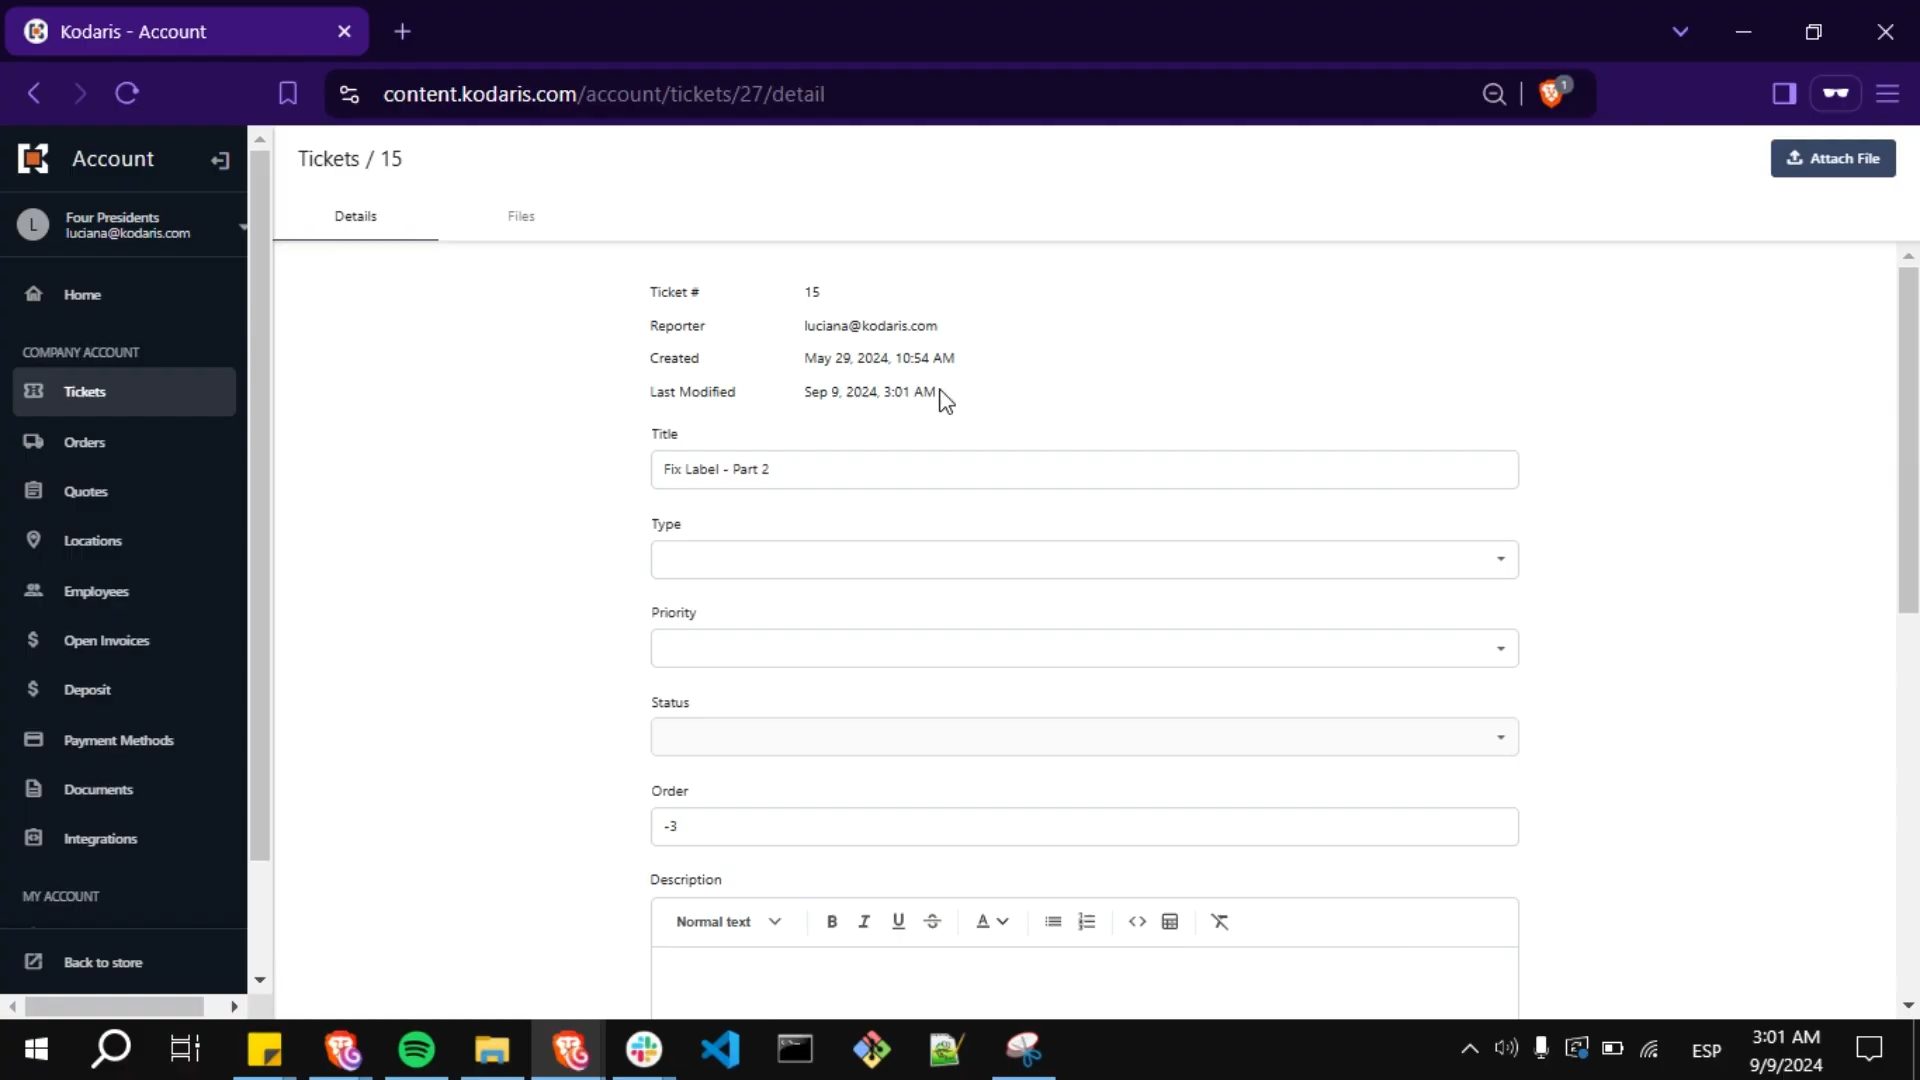 Kodaris - Account
content.kodaris.com/account/tickets/27/detail
1
Account
L
Four Presidents
luciana@kodaris.com
Home
COMPANY ACCOUNT
Tickets
Orders
Quotes
Locations
Employees
Open Invoices
Deposit
Payment Methods
Documents
Integrations
MY ACCOUNT
Back to store
Tickets / 15
Attach File
Details
Files
Ticket # 15
Reporter luciana@kodaris.com
Created May 29, 2024, 10:54 AM
Last Modified Sep 9, 2024, 3:01 AM
Title
Fix Label - Part 2
Type
Priority
Status
Order
-3
Description
Normal text B I U S A
ESP
3:01 AM
9/9/2024